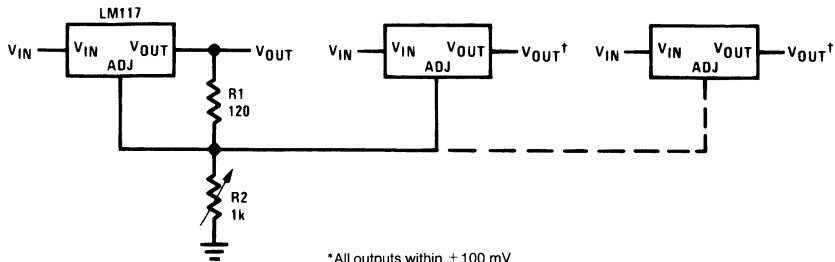 LM117
VIN VIN VOUT VOUT
ADJ
VIN VIN VOUT VOUT†
ADJ
VIN VIN VOUT VOUT†
ADJ
R1
120
R2
1k
*All outputs within ±100 mV